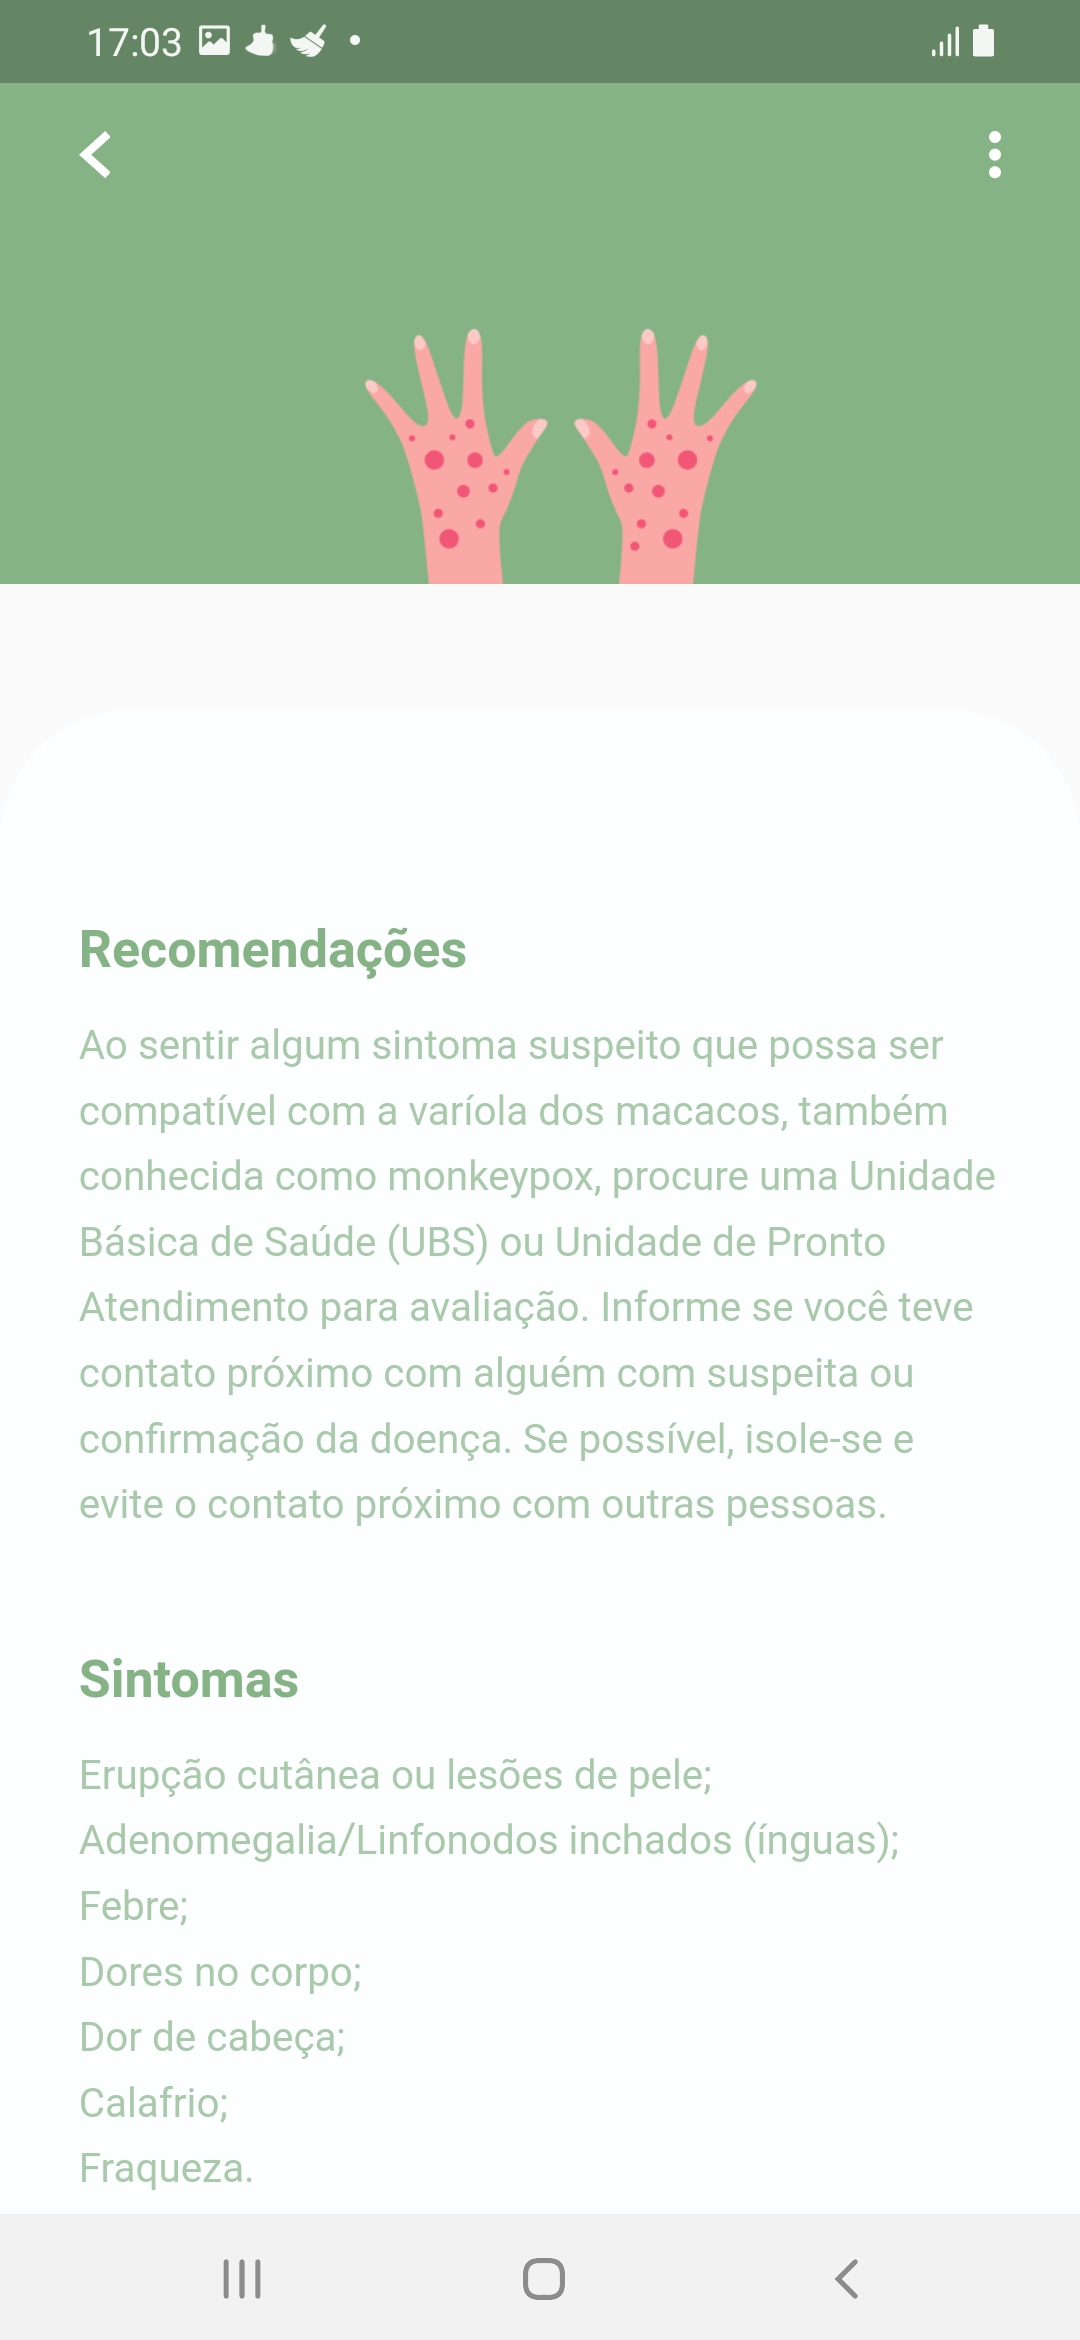 17:03
Recomendações
Ao sentir algum sintoma suspeito que possa ser
compatível com a varíola dos macacos, também
conhecida como monkeypox, procure uma Unidade
Básica de Saúde (UBS) ou Unidade de Pronto
Atendimento para avaliação. Informe se você teve
contato próximo com alguém com suspeita ou
confirmação da doença. Se possível, isole-se e
evite o contato próximo com outras pessoas.
Sintomas
Erupção cutânea ou lesões de pele;
Adenomegalia/Linfonodos inchados (ínguas);
Febre;
Dores no corpo;
Dor de cabeça;
Calafrio;
Fraqueza.